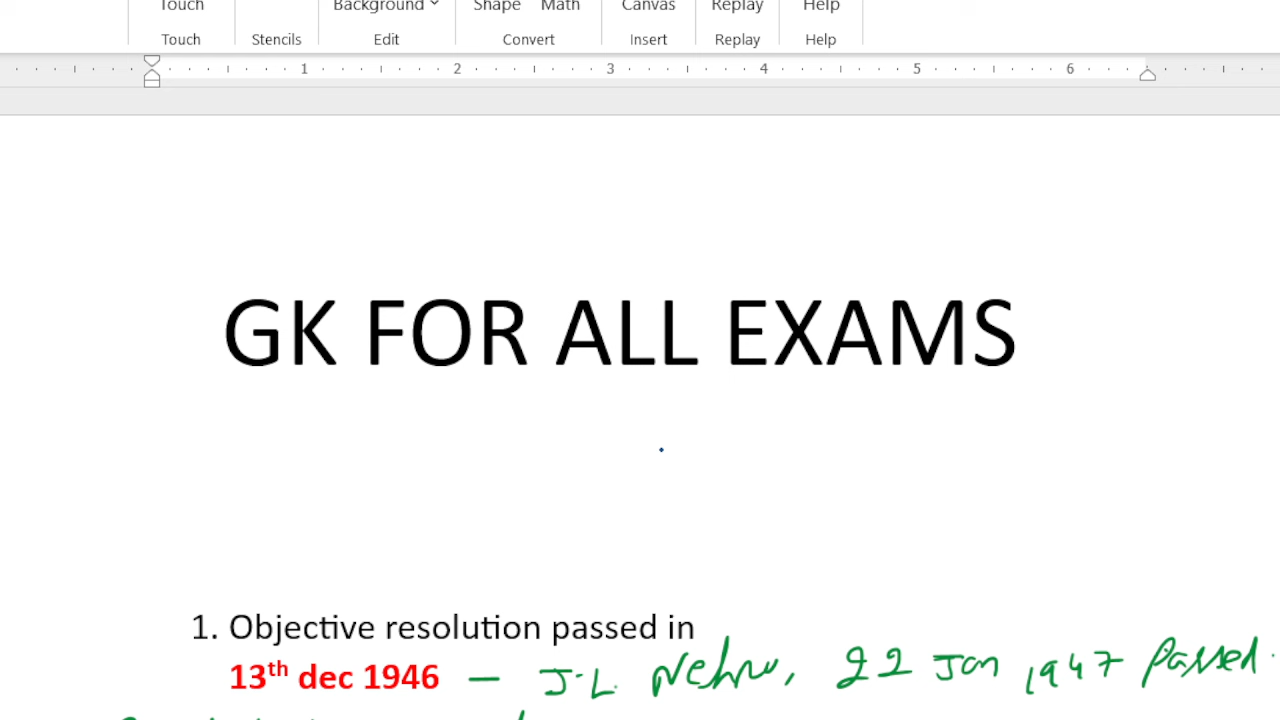 Touch Background Shape Math Canvas Replay Help
Touch Stencils Edit Convert Insert Replay Help
1 2 3 4 5 6
GK FOR ALL EXAMS
1. Objective resolution passed in
13th dec 1946 — J.L. Nehru, 22 Jan 1947 Passed.